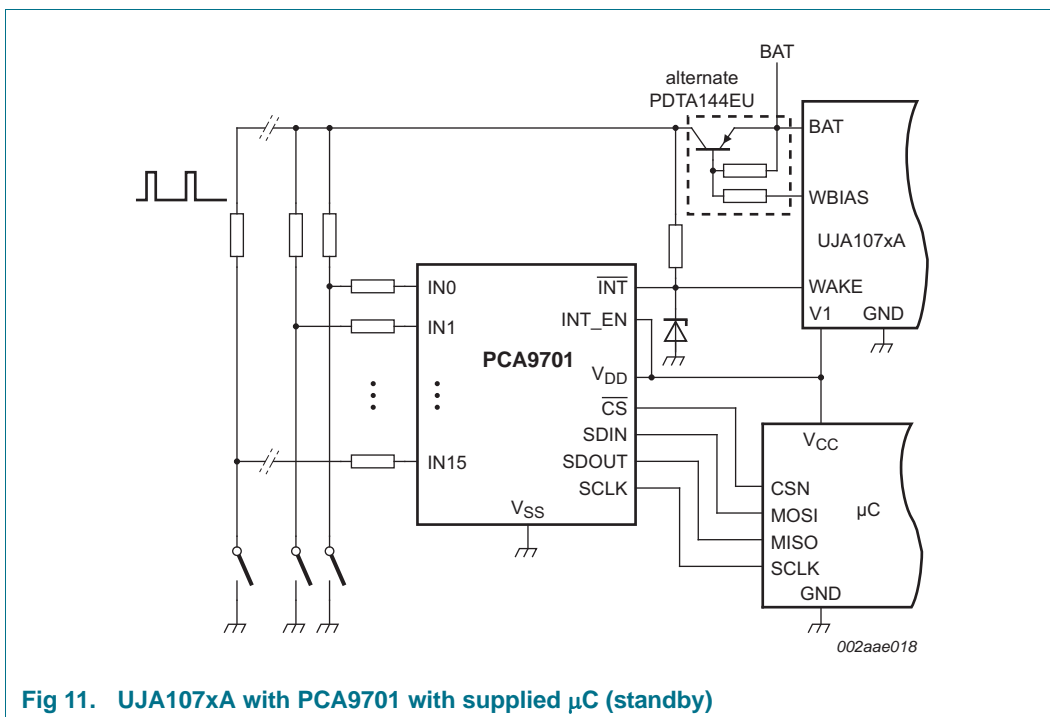 BAT
alternate
PDTA144EU
BAT
WBIAS
UJA107xA
WAKE
V1 GND
IN0
IN1
IN15
PCA9701
INT
INT_EN
VDD
CS
SDIN
SDOUT
SCLK
VSS
VCC
CSN
MOSI
MISO
SCLK
µC
GND
002aae018
Fig 11. UJA107xA with PCA9701 with supplied µC (standby)